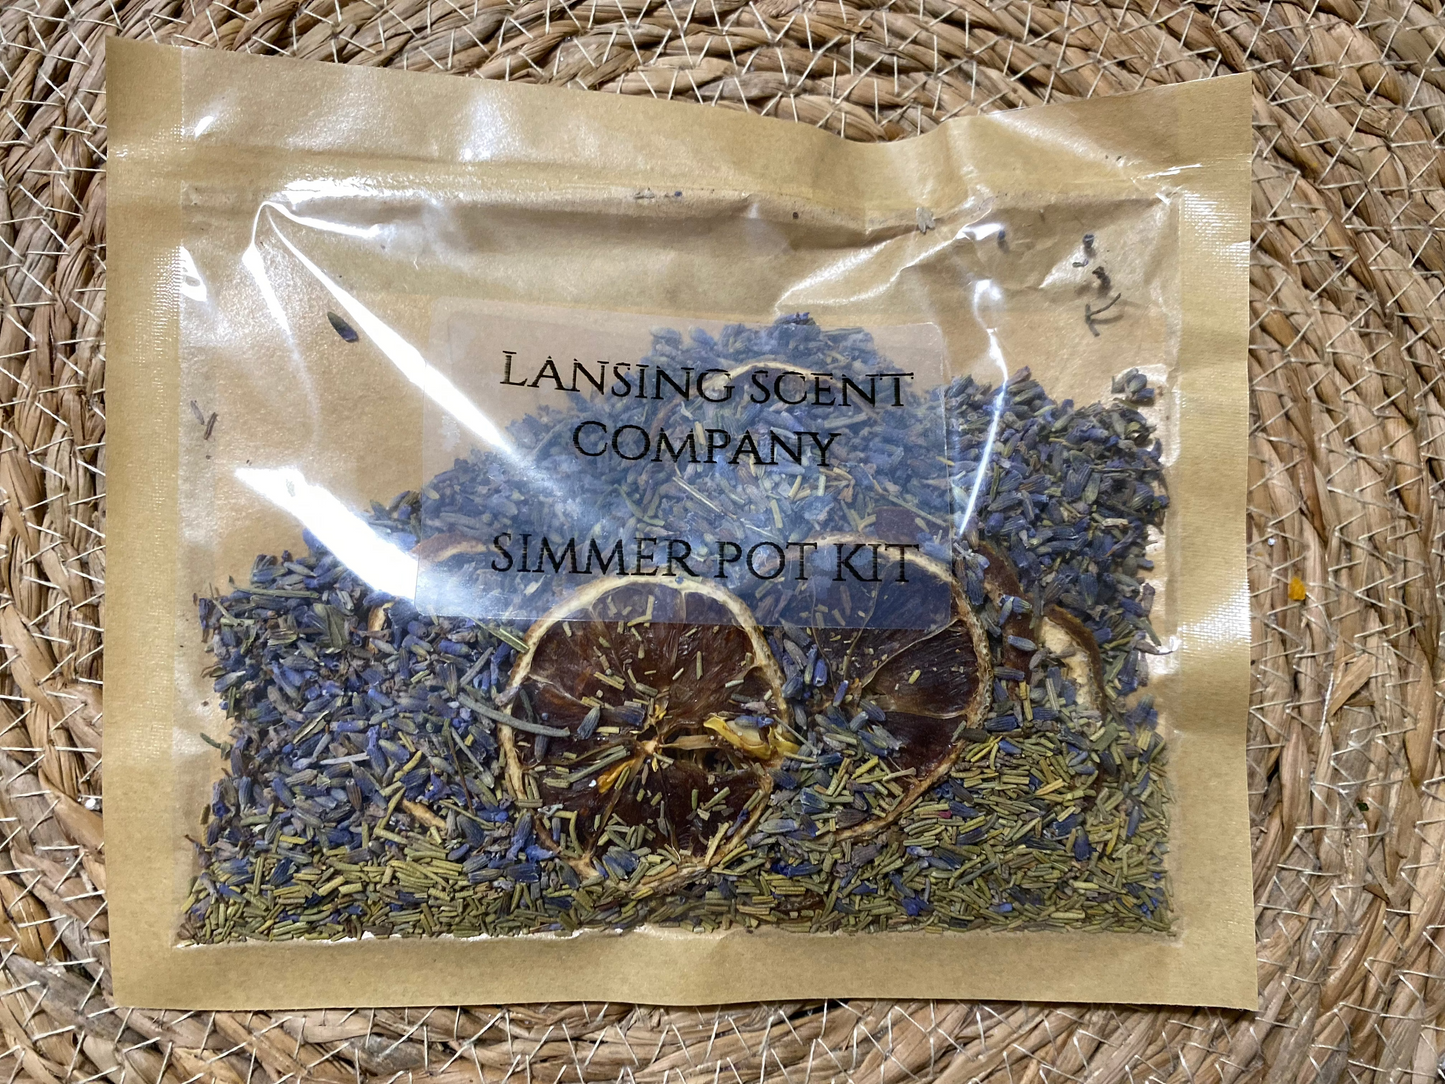 LANSING SCENT
COMPANY
SIMMER POT KIT